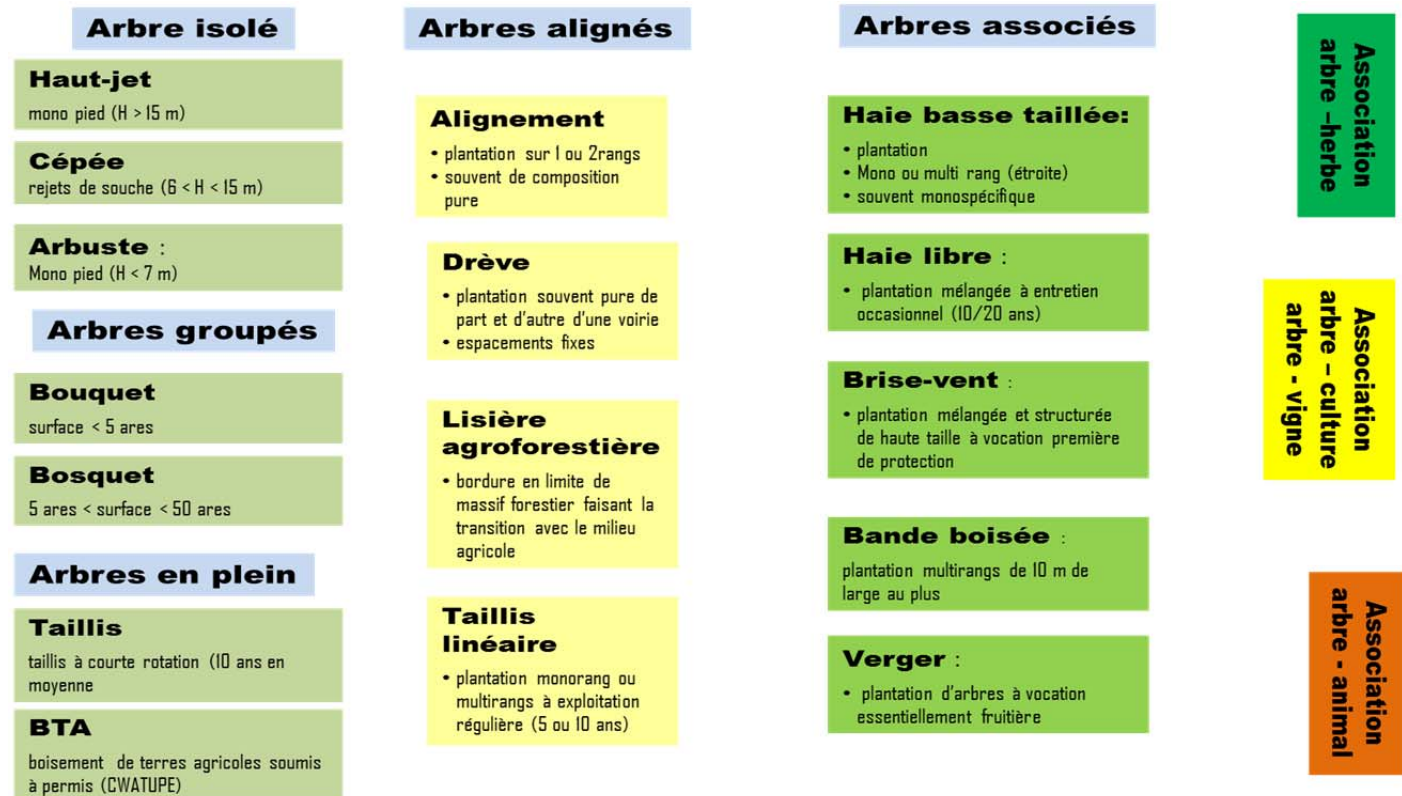 Arbre isolé
Haut-jet
mono pied (H > 15 m)
Cépée
rejets de souche (6 < H < 15 m)
Arbuste :
Mono pied (H < 7 m)
Arbres groupés
Bouquet
surface < 5 ares
Bosquet
5 ares < surface < 50 ares
Arbres en plein
Taillis
taillis à courte rotation (10 ans en
moyenne
BTA
boisement de terres agricoles soumis
à permis (CWATUPE)
Arbres alignés
Alignement
• plantation sur 1 ou 2rangs
• souvent de composition
pure
Drève
• plantation souvent pure de
part et d'autre d'une voirie
• espacements fixes
Lisière
agroforestière
• bordure en limite de
massif forestier faisant la
transition avec le milieu
agricole
Taillis
linéaire
• plantation monorang ou
multirangs à exploitation
régulière (5 ou 10 ans)
Arbres associés
Haie basse taillée:
• plantation
• Mono ou multi rang (étroite)
• souvent monospécifique
Haie libre :
• plantation mélangée à entretien
occasionnel (10/20 ans)
Brise-vent :
• plantation mélangée et structurée
de haute taille à vocation première
de protection
Bande boisée :
plantation multirangs de 10 m de
large au plus
Verger :
• plantation d'arbres à vocation
essentiellement fruitière
Association
arbre –herbe
Association
arbre – culture
arbre - vigne
Association
arbre - animal